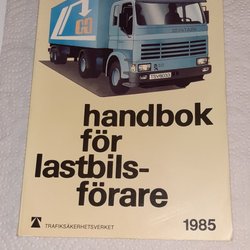 handbok
för
lastbils-
förare
TRAFIKSÄKERHETSVERKET
1985